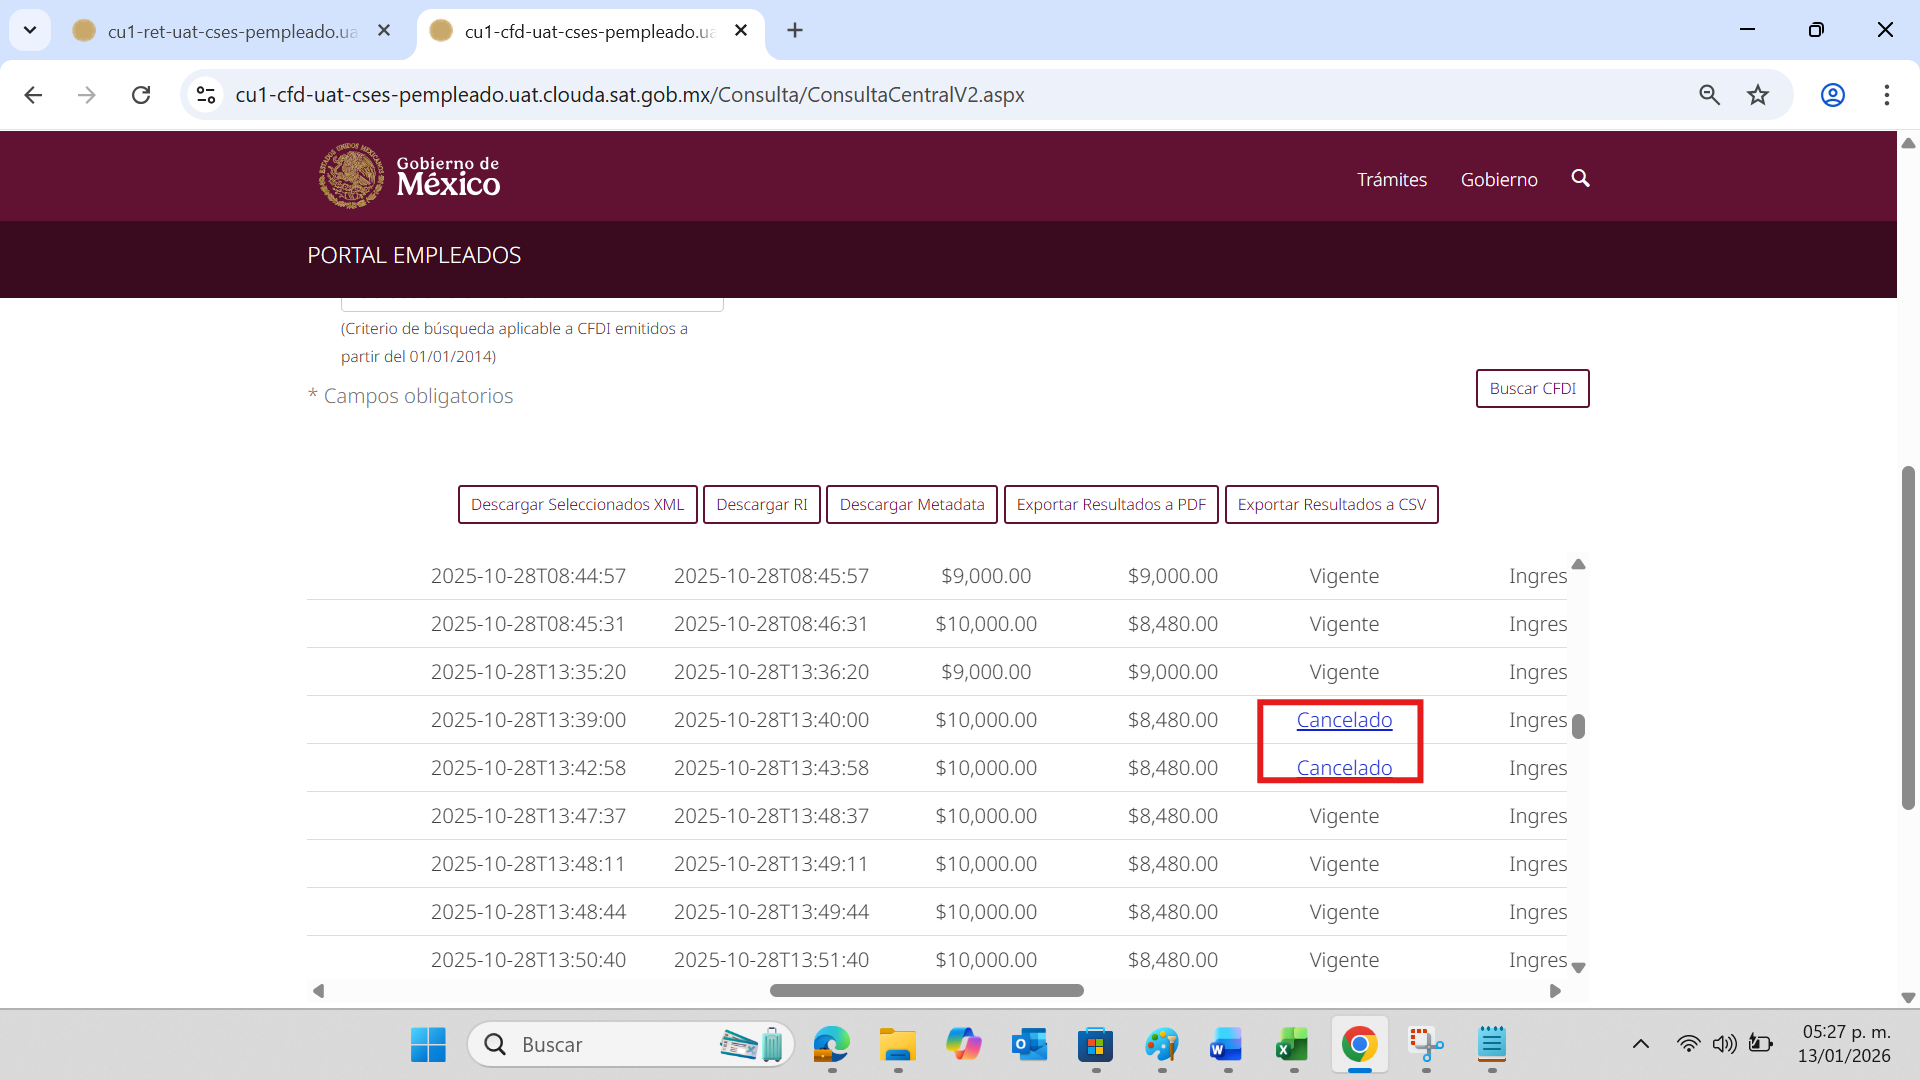 cu1-ret-uat-cses-pempleado.ua
cu1-cfd-uat-cses-pempleado.ua
cu1-cfd-uat-cses-pempleado.uat.clouda.sat.gob.mx/Consulta/ConsultaCentralV2.aspx
ESTADOS UNIDOS MEXICANOS
Gobierno de
México
Trámites
Gobierno
PORTAL EMPLEADOS
(Criterio de búsqueda aplicable a CFDI emitidos a
partir del 01/01/2014)
* Campos obligatorios
Buscar CFDI
Descargar Seleccionados XML
Descargar RI
Descargar Metadata
Exportar Resultados a PDF
Exportar Resultados a CSV
2025-10-28T08:44:57 2025-10-28T08:45:57 $9,000.00 $9,000.00 Vigente Ingres
2025-10-28T08:45:31 2025-10-28T08:46:31 $10,000.00 $8,480.00 Vigente Ingres
2025-10-28T13:35:20 2025-10-28T13:36:20 $9,000.00 $9,000.00 Vigente Ingres
2025-10-28T13:39:00 2025-10-28T13:40:00 $10,000.00 $8,480.00 Cancelado Ingres
2025-10-28T13:42:58 2025-10-28T13:43:58 $10,000.00 $8,480.00 Cancelado Ingres
2025-10-28T13:47:37 2025-10-28T13:48:37 $10,000.00 $8,480.00 Vigente Ingres
2025-10-28T13:48:11 2025-10-28T13:49:11 $10,000.00 $8,480.00 Vigente Ingres
2025-10-28T13:48:44 2025-10-28T13:49:44 $10,000.00 $8,480.00 Vigente Ingres
2025-10-28T13:50:40 2025-10-28T13:51:40 $10,000.00 $8,480.00 Vigente Ingres
Buscar
05:27 p. m.
13/01/2026